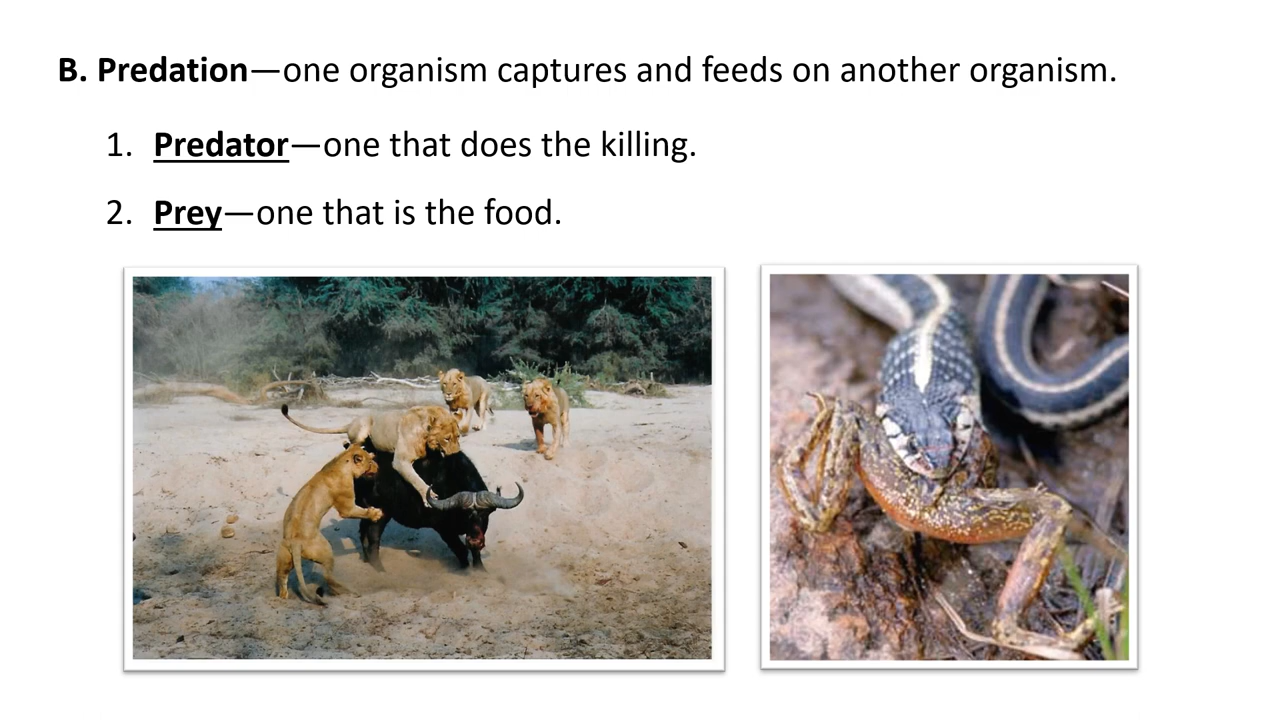 B. Predation—one organism captures and feeds on another organism.
1. Predator—one that does the killing.
2. Prey—one that is the food.